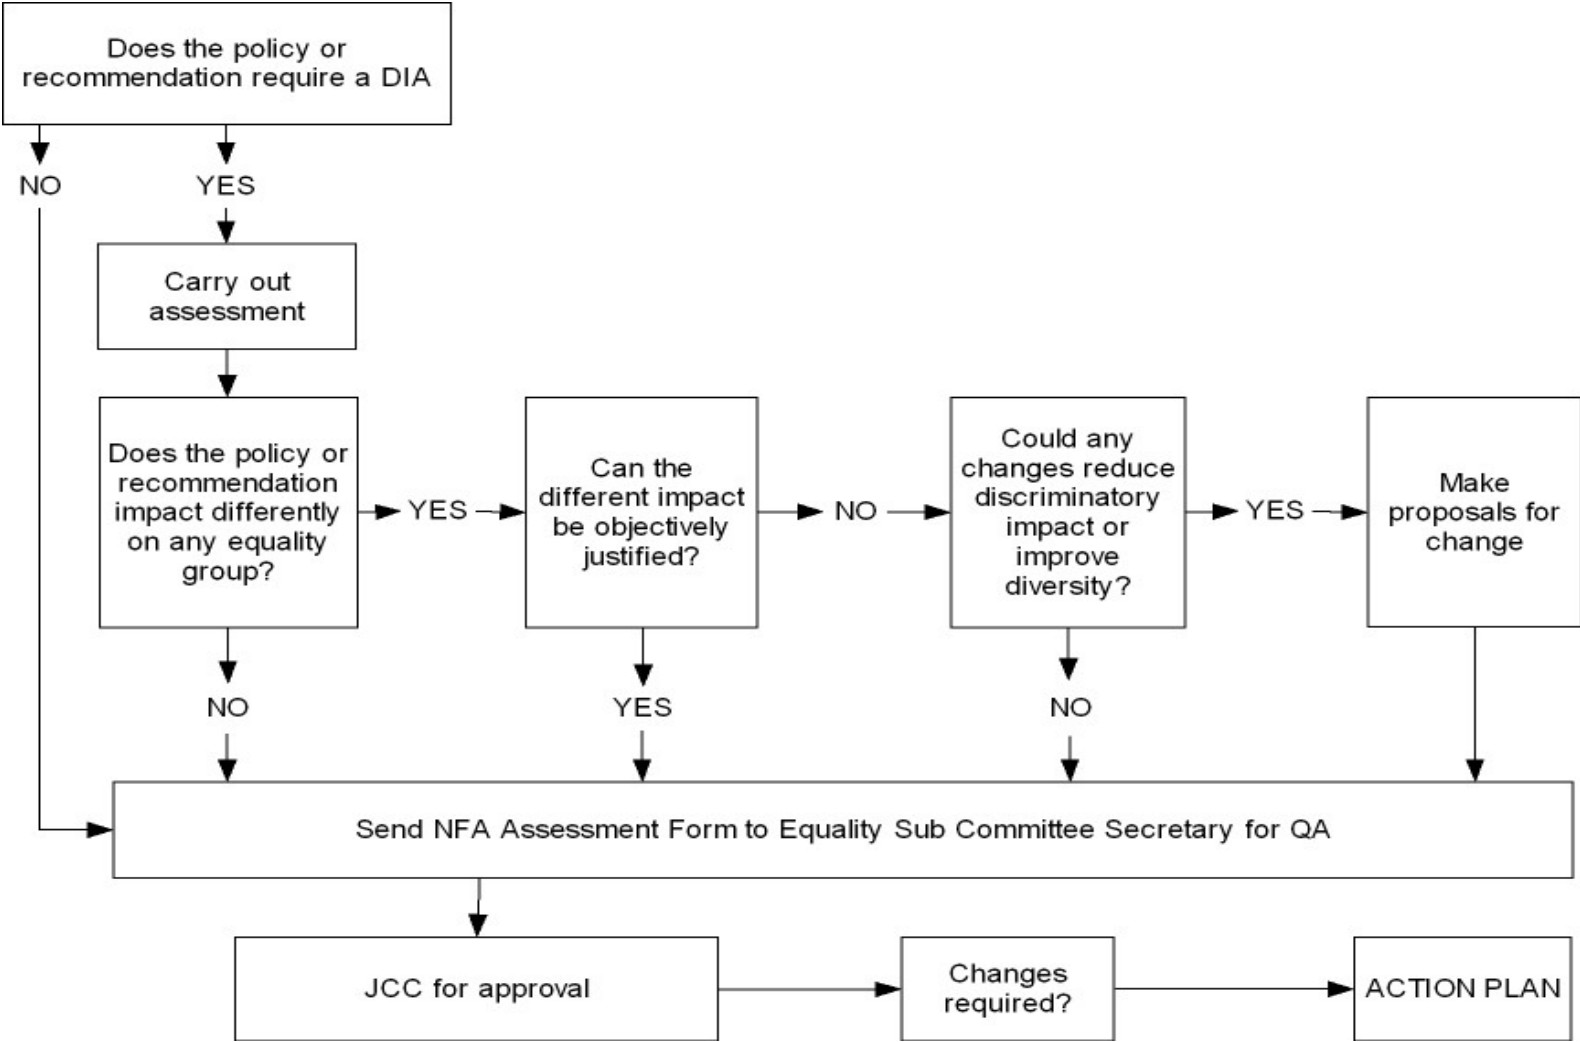 Does the policy or
recommendation require a DIA
NO
YES
Carry out
assessment
Does the policy or
recommendation
impact differently
on any equality
group?
YES
Can the
different impact
be objectively
justified?
NO
Could any
changes reduce
discriminatory
impact or
improve
diversity?
YES
Make
proposals for
change
NO
YES
NO
Send NFA Assessment Form to Equality Sub Committee Secretary for QA
JCC for approval
Changes
required?
ACTION PLAN